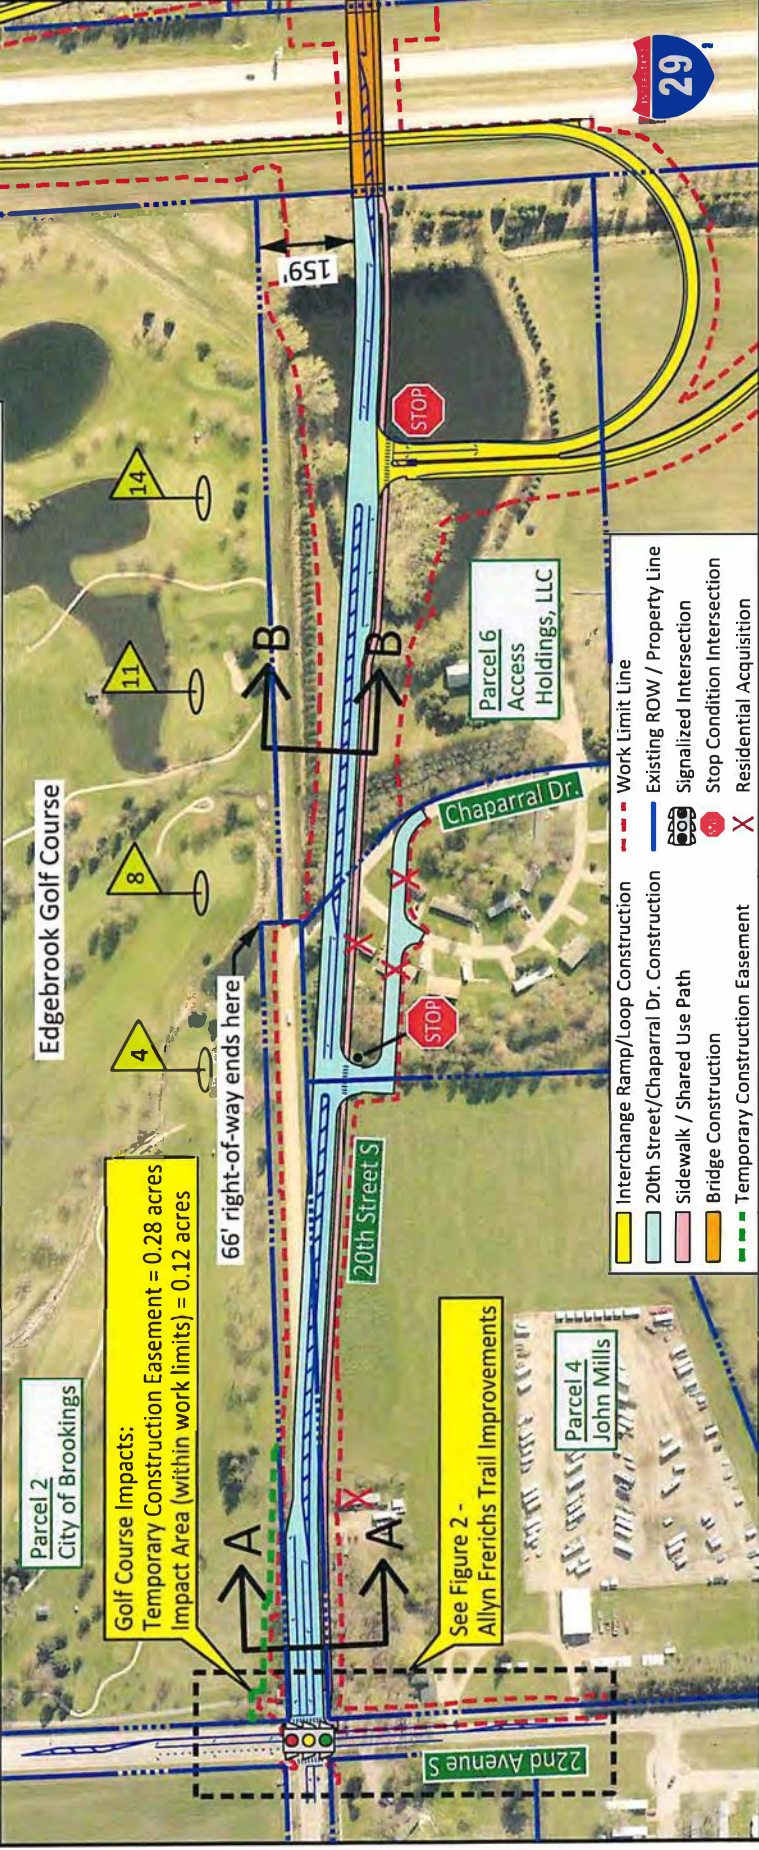 Parcel 2
City of Brookings
Golf Course Impacts:
Temporary Construction Easement = 0.28 acres
Impact Area (within work limits) = 0.12 acres
Edgebrook Golf Course
66' right-of-way ends here
4
8
11
14
159'
29
A
A
B
B
STOP
STOP
20th Street S
Chaparral Dr.
22nd Avenue S
See Figure 2 -
Allyn Frerichs Trail Improvements
Parcel 4
John Mills
Parcel 6
Access
Holdings, LLC
Interchange Ramp/Loop Construction
20th Street/Chaparral Dr. Construction
Sidewalk / Shared Use Path
Bridge Construction
Temporary Construction Easement
Work Limit Line
Existing ROW / Property Line
Signalized Intersection
Stop Condition Intersection
Residential Acquisition